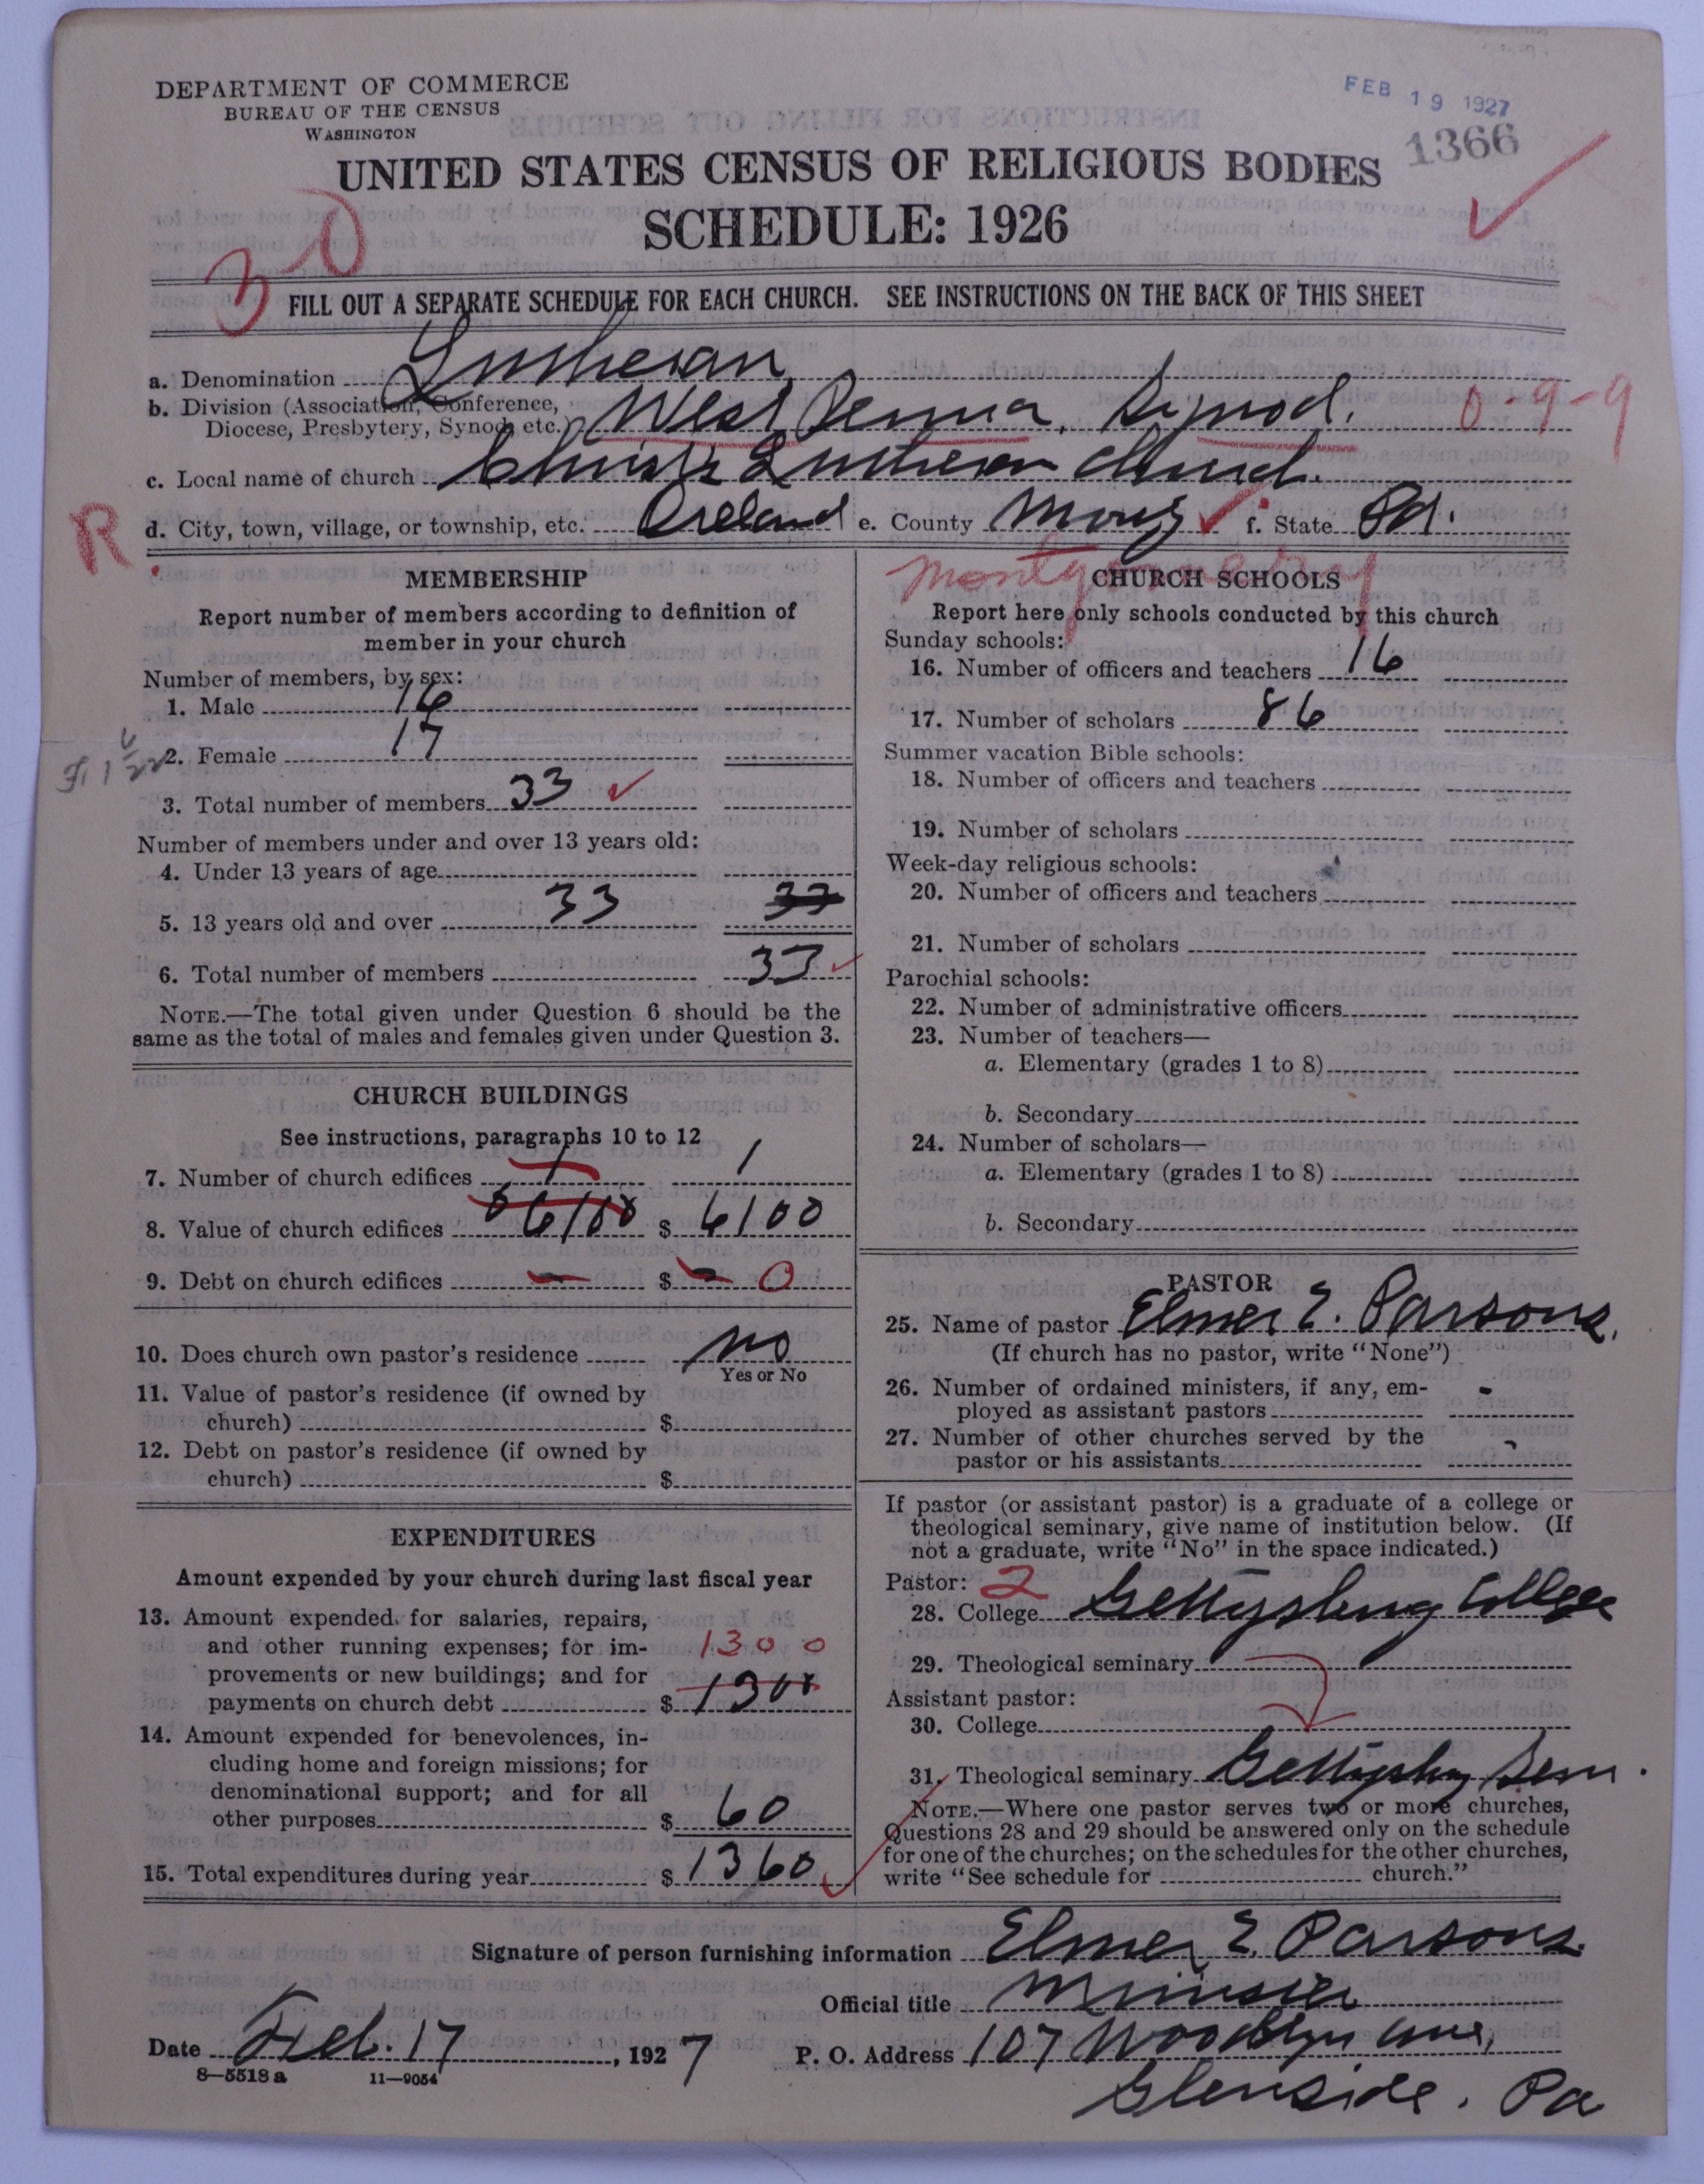 DEPARTMENT OF COMMERCE
BUREAU OF THE CENSUS
WASHINGTON
FEB 19 1927
1366
UNITED STATES CENSUS OF RELIGIOUS BODIES
SCHEDULE: 1926
30
FILL OUT A SEPARATE SCHEDULE FOR EACH CHURCH. SEE INSTRUCTIONS ON THE BACK OF THIS SHEET
a. Denomination Lutheran
b. Division (Association, Conference,
Diocese, Presbytery, Synod, etc.) West Penna. Synod. 0-9-9
c. Local name of church Christ Lutheran Church.
R
d. City, town, village, or township, etc. Oreland e. County Mong f. State Pa.
Montgomery
MEMBERSHIP
Report number of members according to definition of
member in your church
Number of members, by sex:
1. Male 16
2. Female 17
3. Total number of members 33
Number of members under and over 13 years old:
4. Under 13 years of age
5. 13 years old and over 33 33
6. Total number of members 33
NOTE.—The total given under Question 6 should be the
same as the total of males and females given under Question 3.
CHURCH BUILDINGS
See instructions, paragraphs 10 to 12
7. Number of church edifices 1 1
8. Value of church edifices 6100 $ 6100
9. Debt on church edifices - $ - 0
10. Does church own pastor's residence No
Yes or No
11. Value of pastor's residence (if owned by
church) $
12. Debt on pastor's residence (if owned by
church) $
EXPENDITURES
Amount expended by your church during last fiscal year
13. Amount expended for salaries, repairs,
and other running expenses; for im- 1300
provements or new buildings; and for
payments on church debt $ 1300
14. Amount expended for benevolences, in-
cluding home and foreign missions; for
denominational support; and for all
other purposes $ 60
15. Total expenditures during year $ 1360
CHURCH SCHOOLS
Report here only schools conducted by this church
Sunday schools:
16. Number of officers and teachers 16
17. Number of scholars 86
Summer vacation Bible schools:
18. Number of officers and teachers
19. Number of scholars
Week-day religious schools:
20. Number of officers and teachers
21. Number of scholars
Parochial schools:
22. Number of administrative officers
23. Number of teachers—
a. Elementary (grades 1 to 8)
b. Secondary
24. Number of scholars—
a. Elementary (grades 1 to 8)
b. Secondary
PASTOR
25. Name of pastor Elmer E. Parsons.
(If church has no pastor, write "None")
26. Number of ordained ministers, if any, em-
ployed as assistant pastors -
27. Number of other churches served by the
pastor or his assistants -
If pastor (or assistant pastor) is a graduate of a college or
theological seminary, give name of institution below. (If
not a graduate, write "No" in the space indicated.)
Pastor: 2
28. College Gettysburg College
29. Theological seminary
Assistant pastor:
30. College
31. Theological seminary Gettysburg Sem.
NOTE.—Where one pastor serves two or more churches,
Questions 28 and 29 should be answered only on the schedule
for one of the churches; on the schedules for the other churches,
write "See schedule for church."
Signature of person furnishing information Elmer E. Parsons.
Official title Minister
Date Feb. 17, 1927 P. O. Address 107 Woodlyn Ave,
8—5518a 11—9054
Glenside. Pa